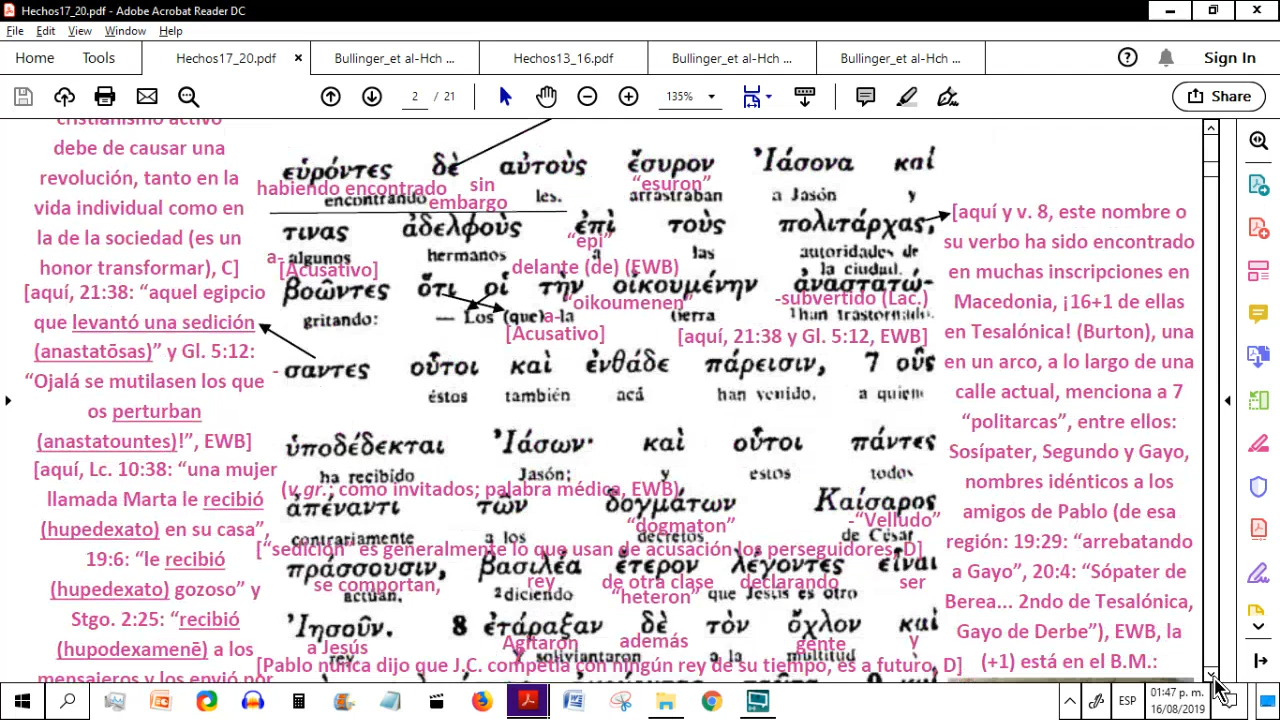 Hechos17_20.pdf - Adobe Acrobat Reader DC
File Edit View Window Help
Home Tools Hechos17_20.pdf × Bullinger_et al-Hch ... Hechos13_16.pdf Bullinger_et al-Hch ... Bullinger_et al-Hch ... Sign In
2 / 21 135% Share
cristianismo activo
debe de causar una
revolución, tanto en la
vida individual como en
la de la sociedad (es un
honor transformar), C]
[aquí, 21:38: “aquel egipcio
que levantó una sedición
(anastatōsas)” y Gl. 5:12:
“Ojalá se mutilasen los que
os perturban
(anastatountes)!”, EWB]
[aquí, Lc. 10:38: “una mujer
llamada Marta le recibió
(hupedexato) en su casa”,
19:6: “le recibió
(hupedexato) gozoso” y
Stgo. 2:25: “recibió
(hupodexamenē) a los
mensajeros y los envió por
εὑρόντες δὲ αὐτοὺς ἔσυρον Ἰάσονα καί
habiendo encontrado sin “esuron”
encontrando embargo les. arrastraban a Jasón y
τινας ἀδελφοὺς ἐπὶ τοὺς πολιτάρχας,
“epi”
a- algunos hermanos a las autoridades de
la ciudad.
[Acusativo] delante (de) (EWB)
βοῶντες ὅτι οἱ τὴν οἰκουμένην ἀναστατώ-
“oikoumenen” -subvertido (Lac.)
gritando: — Los (que) a-la tierra ¹han trastornado
[Acusativo] [aquí, 21:38 y Gl. 5:12, EWB]
- σαντες οὗτοι καὶ ἐνθάδε πάρεισιν, 7 οὓς
éstos también acá han venido, a quien
ὑποδέδεκται Ἰάσων· καὶ οὗτοι πάντες
ha recibido Jasón; y estos todos
(v.gr.; como invitados; palabra médica, EWB)
ἀπέναντι τῶν δογμάτων Καίσαρος
“dogmaton” -“Velludo”
contrariamente a los decretos de César
[“sedición” es generalmente lo que usan de acusación los perseguidores, D]
πράσσουσιν, βασιλέα ἕτερον λέγοντες εἶναι
se comportan, rey de otra clase declarando ser
actúan, ²diciendo “heteron” que Jesús es otro
Ἰησοῦν. 8 ἐτάραξαν δὲ τὸν ὄχλον καὶ
a Jesús Agitaron además gente y
rey. Y soliviantaron a la multitud y
[Pablo nunca dijo que J.C. competía con ningún rey de su tiempo, es a futuro, D]
[aquí y v. 8, este nombre o
su verbo ha sido encontrado
en muchas inscripciones en
Macedonia, ¡16+1 de ellas
en Tesalónica! (Burton), una
en un arco, a lo largo de una
calle actual, menciona a 7
“politarcas”, entre ellos:
Sosípater, Segundo y Gayo,
nombres idénticos a los
amigos de Pablo (de esa
región: 19:29: “arrebatando
a Gayo”, 20:4: “Sópater de
Berea... 2ndo de Tesalónica,
Gayo de Derbe”), EWB, la
(+1) está en el B.M.:
ESP 01:47 p. m.
16/08/2019